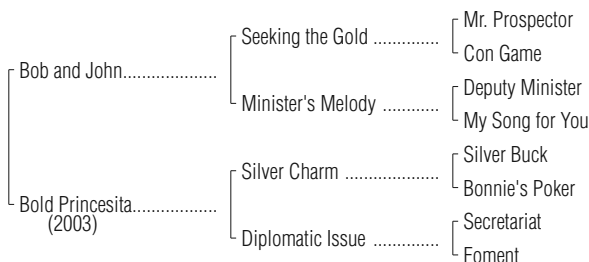 Mr. Prospector
Seeking the Gold ..............
Con Game
Bob and John....................
Deputy Minister
Minister's Melody ............
My Song for You
Silver Buck
Silver Charm ....................
Bonnie's Poker
Bold Princesita..................
(2003)
Secretariat
Diplomatic Issue ..............
Foment